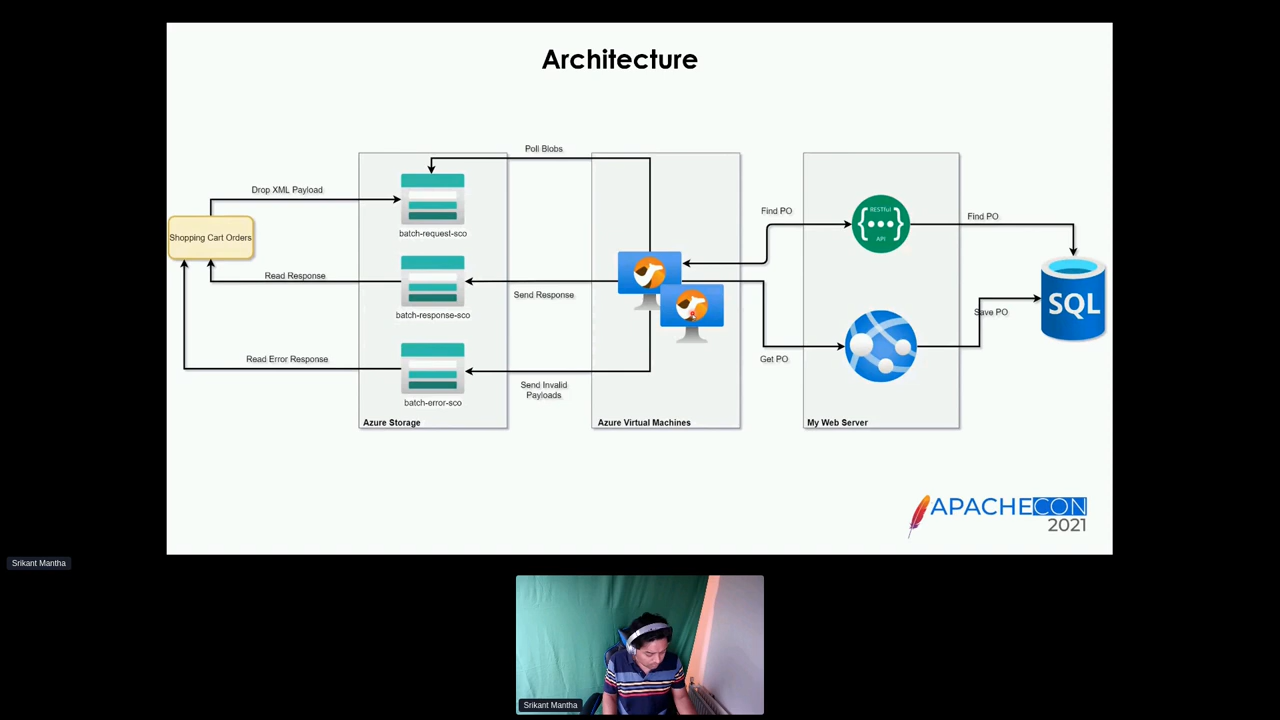 Architecture
Poll Blobs
Drop XML Payload
batch-request-sco
Shopping Cart Orders
Find PO
RESTful
{•••}
API
Find PO
Read Response
Send Response
batch-response-sco
SQL
Save PO
Read Error Response
Get PO
Send Invalid
Payloads
batch-error-sco
Azure Storage
Azure Virtual Machines
My Web Server
APACHECON
2021
Srikant Mantha
Srikant Mantha